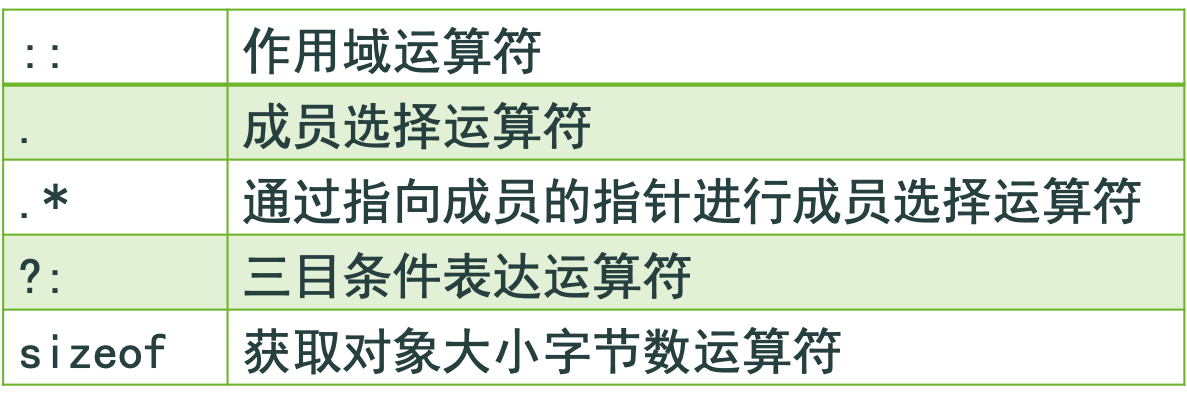 :: 作用域运算符
. 成员选择运算符
.* 通过指向成员的指针进行成员选择运算符
?: 三目条件表达运算符
sizeof 获取对象大小字节数运算符